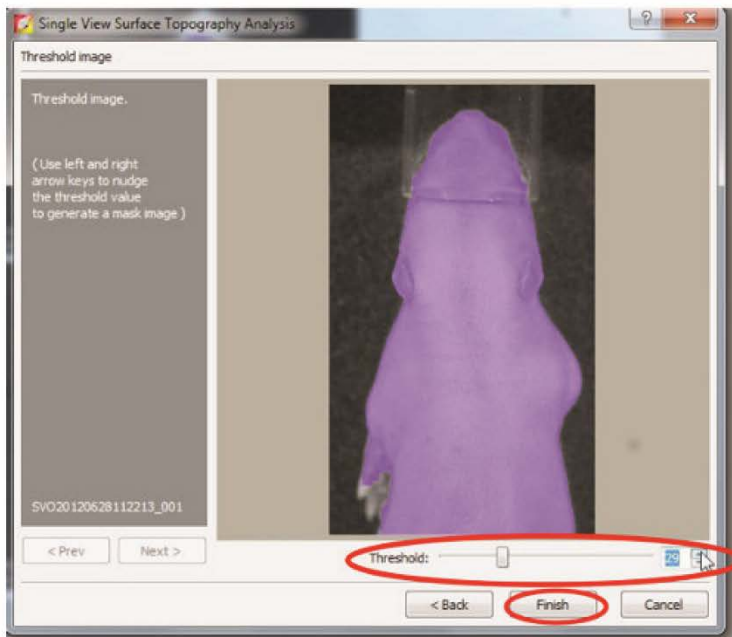 Single View Surface Topography Analysis
Threshold image
Threshold image.
(Use left and right
arrow keys to nudge
the threshold value
to generate a mask image )
SVO20120628112213_001
< Prev
Next >
Threshold:
29
< Back
Finish
Cancel